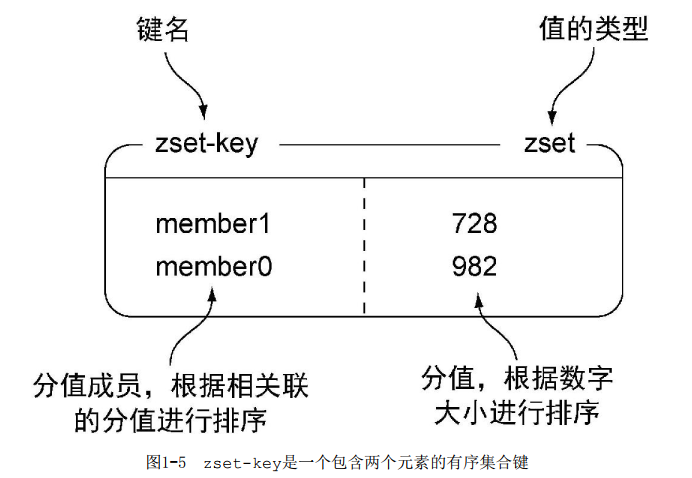 键名 值的类型
zset-key zset
member1 728
member0 982
分值成员，根据相关联
的分值进行排序
分值，根据数字
大小进行排序
图1-5 zset-key是一个包含两个元素的有序集合键